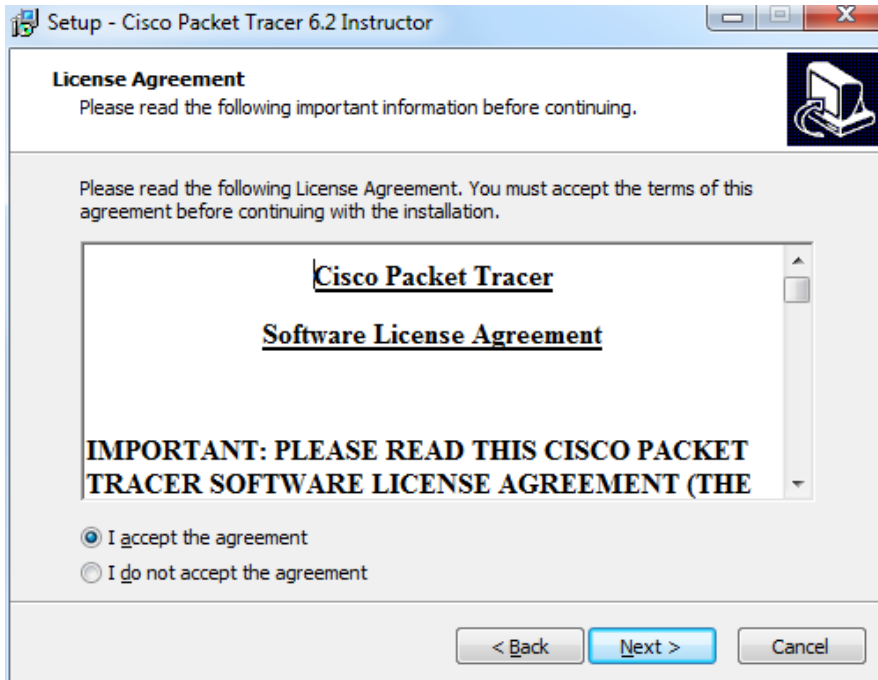 Setup - Cisco Packet Tracer 6.2 Instructor
License Agreement
Please read the following important information before continuing.
Please read the following License Agreement. You must accept the terms of this
agreement before continuing with the installation.
Cisco Packet Tracer
Software License Agreement
IMPORTANT: PLEASE READ THIS CISCO PACKET
TRACER SOFTWARE LICENSE AGREEMENT (THE
I accept the agreement
I do not accept the agreement
< Back Next > Cancel